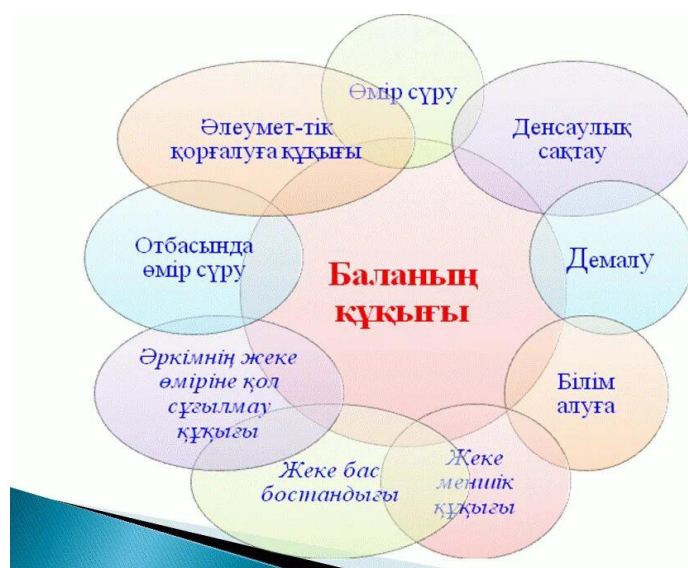 Өмір сүру
Әлеумет-тік
қорғалуға құқығы
Денсаулық
сақтау
Отбасында
өмір сүру
Демалу
Баланың
құқығы
Әркімнің жеке
өміріне қол
сұғылмау
құқығы
Білім
алуға
Жеке бас
бостандығы
Жеке
меншік
құқығы